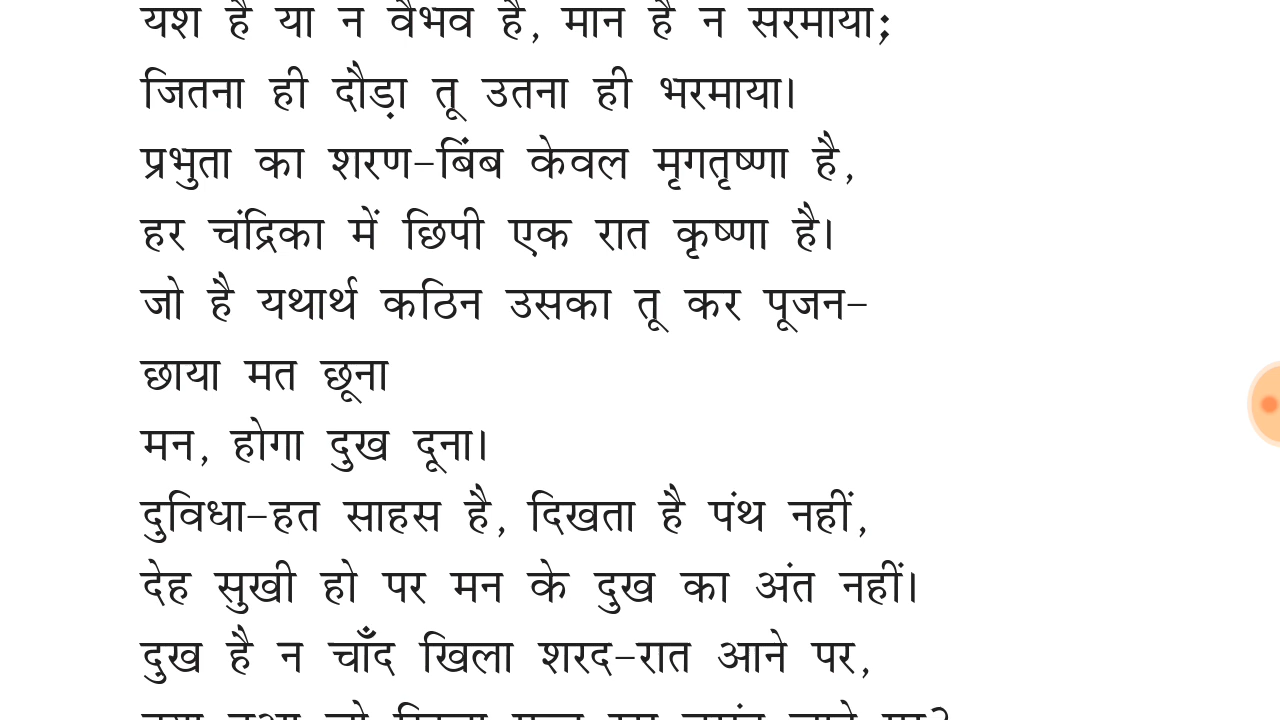 यश है या न वैभव है, मान है न सरमाया;
जितना ही दौड़ा तू उतना ही भरमाया।
प्रभुता का शरण-बिंब केवल मृगतृष्णा है,
हर चंद्रिका में छिपी एक रात कृष्णा है।
जो है यथार्थ कठिन उसका तू कर पूजन-
छाया मत छूना
मन, होगा दुख दूना।
दुविधा-हत साहस है, दिखता है पंथ नहीं,
देह सुखी हो पर मन के दुख का अंत नहीं।
दुख है न चाँद खिला शरद-रात आने पर,